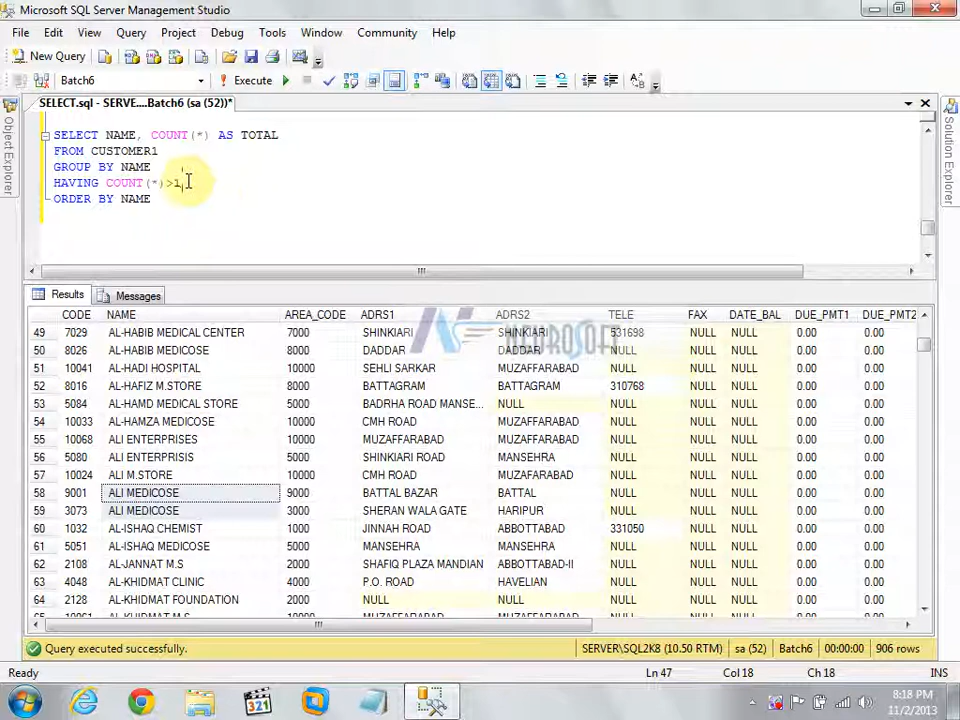 Microsoft SQL Server Management Studio
File Edit View Query Project Debug Tools Window Community Help
New Query
Batch6 Execute
SELECT.sql - SERVE....Batch6 (sa (52))*
Object Explorer
Solution Explorer
SELECT NAME, COUNT(*) AS TOTAL
FROM CUSTOMER1
GROUP BY NAME
HAVING COUNT(*)>1
ORDER BY NAME
Results Messages
CODE NAME AREA_CODE ADRS1 ADRS2 TELE FAX DATE_BAL DUE_PMT1 DUE_PMT2
49 7029 AL-HABIB MEDICAL CENTER 7000 SHINKIARI SHINKIARI 531698 NULL NULL 0.00 0.00
50 8026 AL-HABIB MEDICOSE 8000 DADDAR DADDAR NULL NULL NULL 0.00 0.00
51 10041 AL-HADI HOSPITAL 10000 SEHLI SARKAR MUZAFFARABAD NULL NULL NULL 0.00 0.00
52 8016 AL-HAFIZ M.STORE 8000 BATTAGRAM BATTAGRAM 310768 NULL NULL 0.00 0.00
53 5084 AL-HAMD MEDICAL STORE 5000 BADRHA ROAD MANSE... NULL NULL NULL NULL 0.00 0.00
54 10033 AL-HAMZA MEDICOSE 10000 CMH ROAD MUZAFFARABAD NULL NULL NULL 0.00 0.00
55 10068 ALI ENTERPRISES 10000 MUZAFFARABAD MUZAFFARABAD NULL NULL NULL 0.00 0.00
56 5080 ALI ENTERPRISIS 5000 SHINKIARI ROAD MANSEHRA NULL NULL NULL 0.00 0.00
57 10024 ALI M.STORE 10000 CMH ROAD MUZAFARABAD NULL NULL NULL 0.00 0.00
58 9001 ALI MEDICOSE 9000 BATTAL BAZAR BATTAL NULL NULL NULL 0.00 0.00
59 3073 ALI MEDICOSE 3000 SHERAN WALA GATE HARIPUR NULL NULL NULL 0.00 0.00
60 1032 AL-ISHAQ CHEMIST 1000 JINNAH ROAD ABBOTTABAD 331050 NULL NULL 0.00 0.00
61 5061 AL-ISHAQ MEDICOSE 5000 MANSEHRA MANSEHRA NULL NULL NULL 0.00 0.00
62 2108 AL-JANNAT M.S 2000 SHAFIQ PLAZA MANDIAN ABBOTTABAD-II NULL NULL NULL 0.00 0.00
63 4048 AL-KHIDMAT CLINIC 4000 P.O. ROAD HAVELIAN NULL NULL NULL 0.00 0.00
64 2128 AL-KHIDMAT FOUNDATION 2000 NULL NULL NULL NULL NULL 0.00 0.00
NEUROSOFT
Query executed successfully. SERVER\SQL2K8 (10.50 RTM) sa (52) Batch6 00:00:00 906 rows
Ready Ln 47 Col 18 Ch 18 INS
321
8:18 PM
11/2/2013